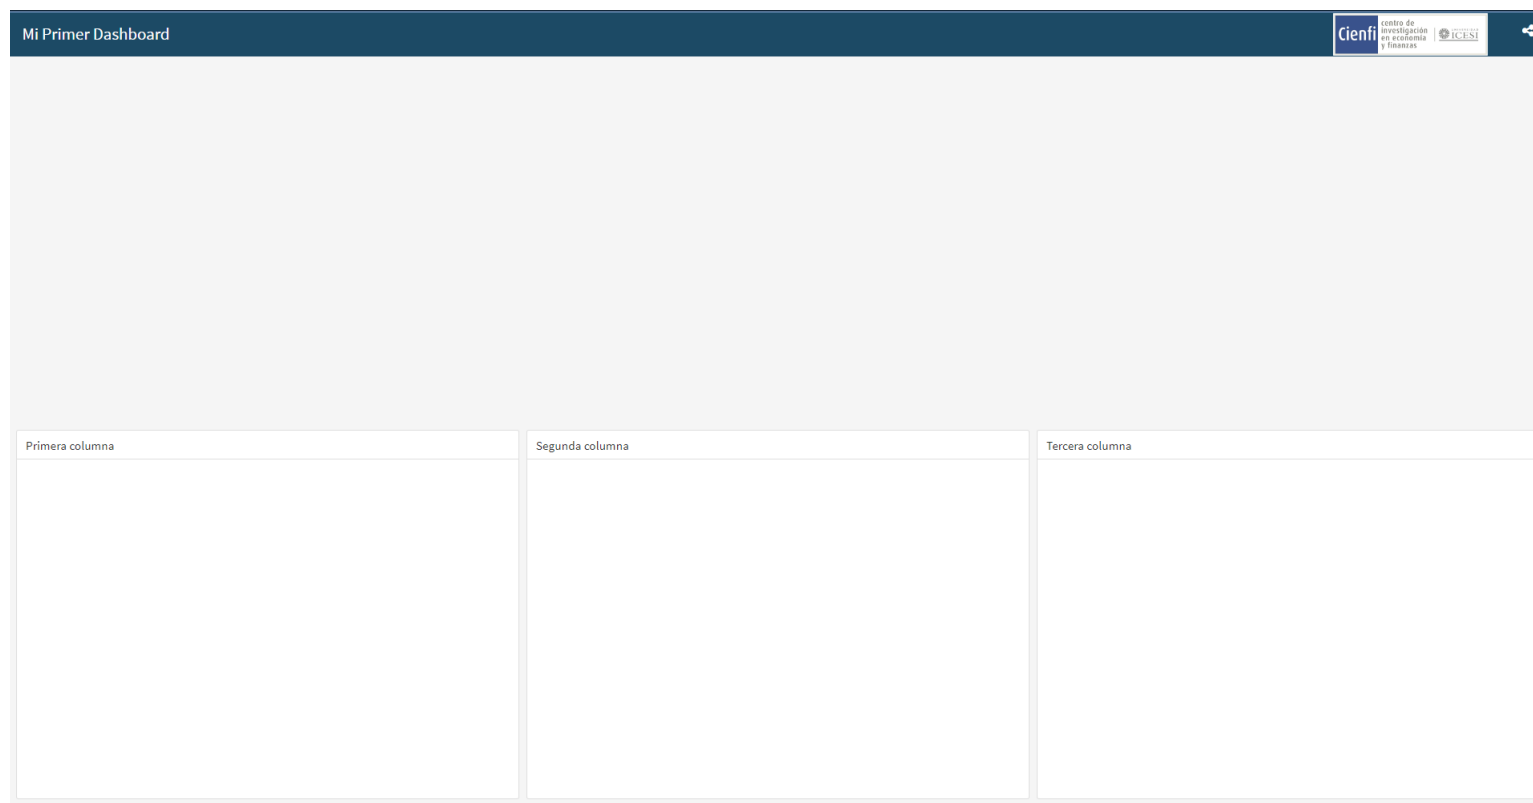 Mi Primer Dashboard
Cienfi
centro de
investigación
en economía
y finanzas
ICESI
Primera columna
Segunda columna
Tercera columna